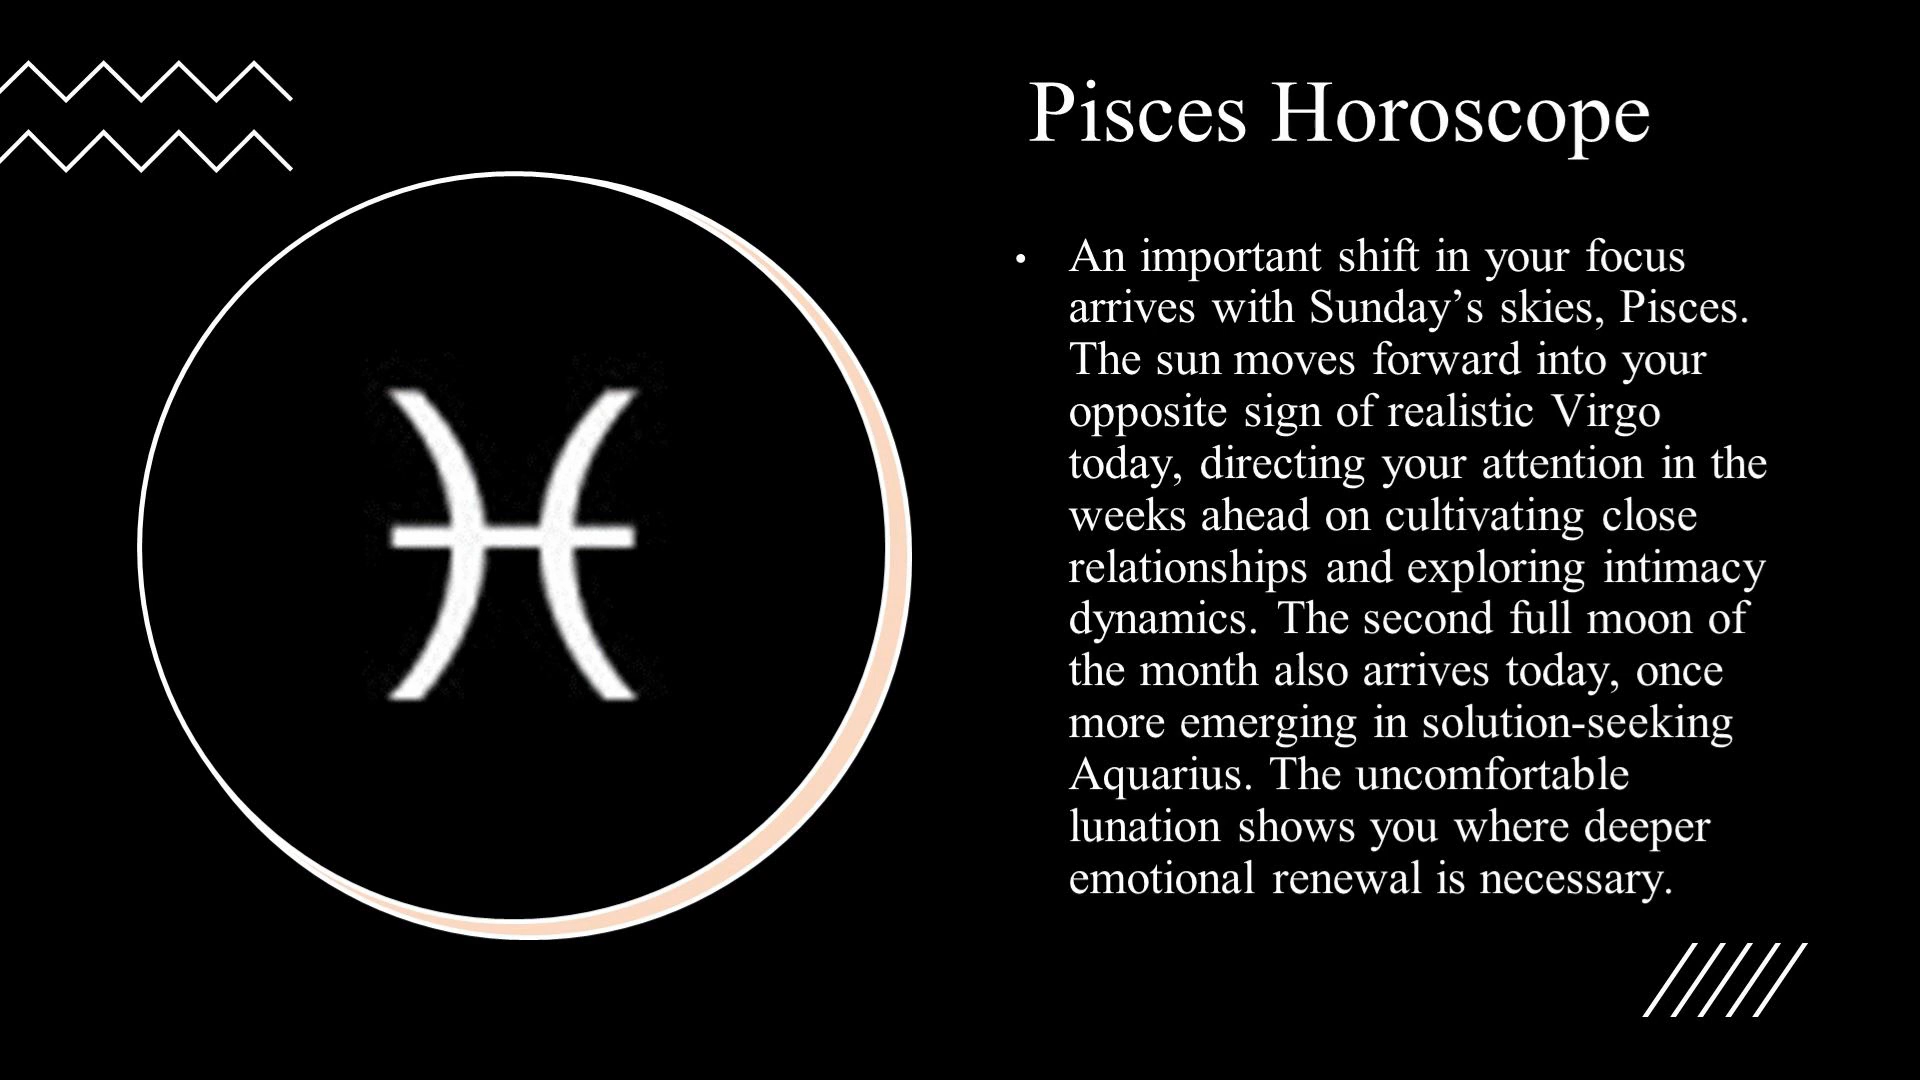 Pisces Horoscope
• An important shift in your focus
arrives with Sunday’s skies, Pisces.
The sun moves forward into your
opposite sign of realistic Virgo
today, directing your attention in the
weeks ahead on cultivating close
relationships and exploring intimacy
dynamics. The second full moon of
the month also arrives today, once
more emerging in solution-seeking
Aquarius. The uncomfortable
lunation shows you where deeper
emotional renewal is necessary.